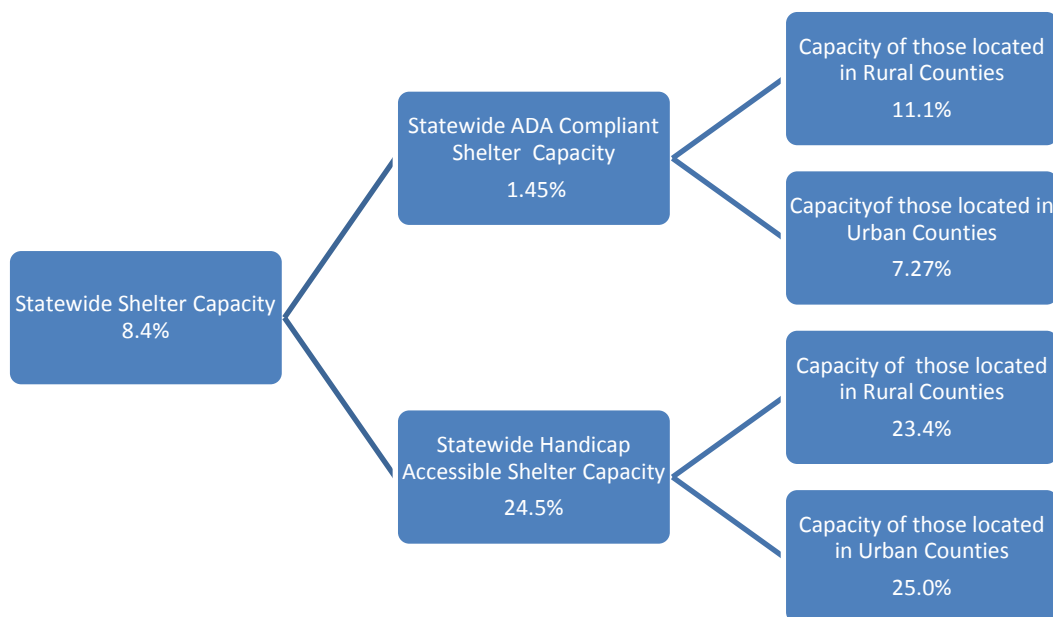 Statewide Shelter Capacity
8.4%
Statewide ADA Compliant
Shelter Capacity
1.45%
Capacity of those located
in Rural Counties
11.1%
Capacityof those located in
Urban Counties
7.27%
Statewide Handicap
Accessible Shelter Capacity
24.5%
Capacity of those located
in Rural Counties
23.4%
Capacity of those located
in Urban Counties
25.0%